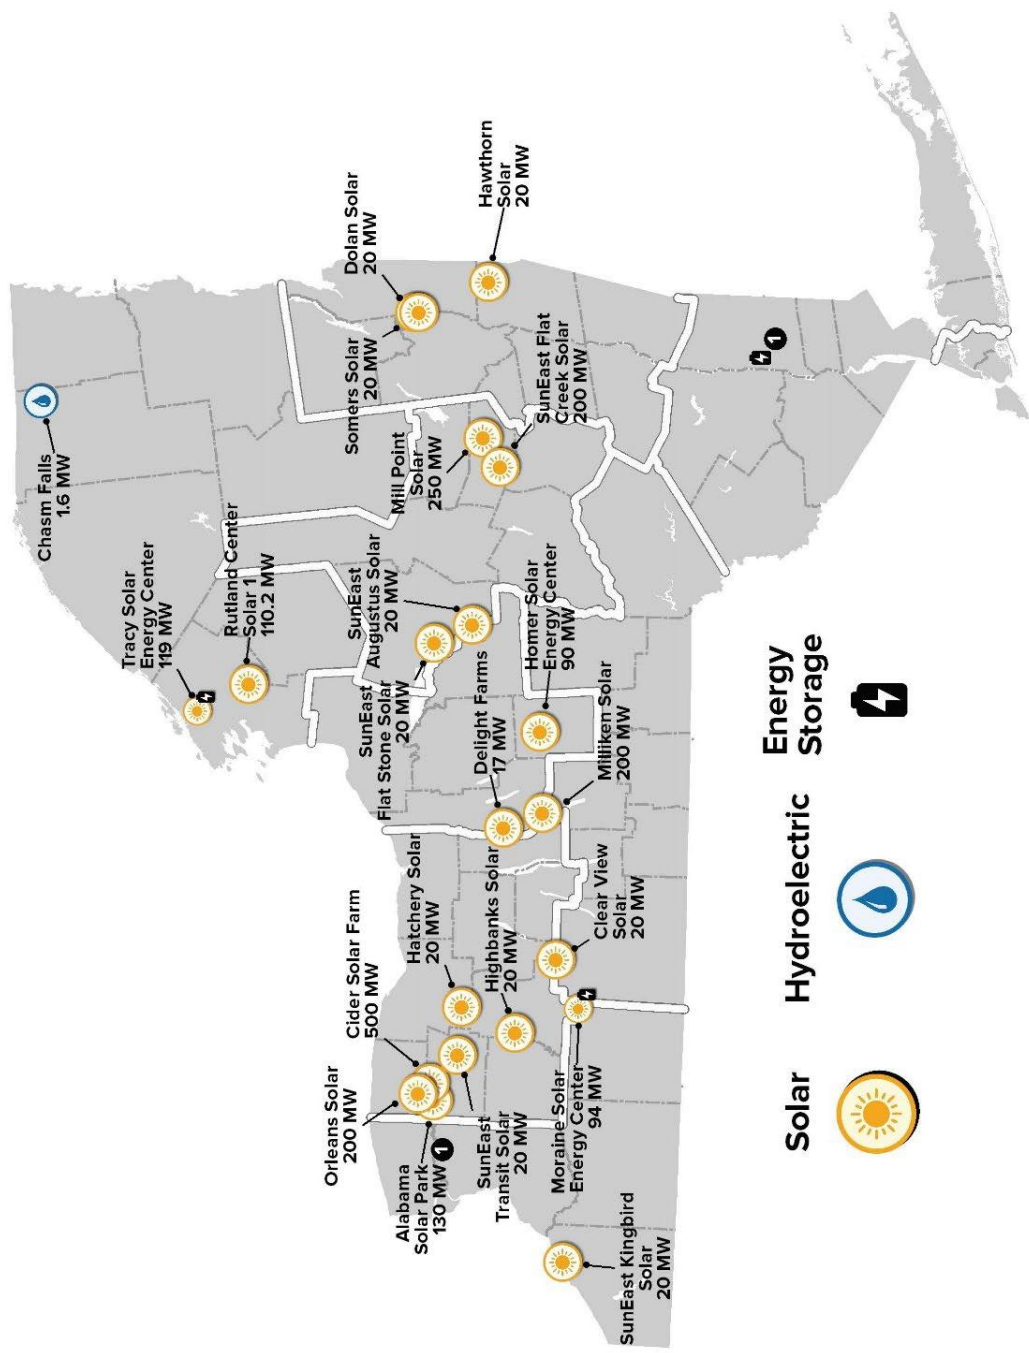 Chasm Falls
1.6 MW
Tracy Solar
Energy Center
119 MW
Rutland Center
Solar 1
110.2 MW
Dolan Solar
20 MW
Somers Solar
20 MW
Hawthorn
Solar
20 MW
Mill Point
Solar
250 MW
SunEast Flat
Creek Solar
200 MW
SunEast
Augustus Solar
20 MW
SunEast
Flat Stone Solar
20 MW
Delight Farms
17 MW
Homer Solar
Energy Center
90 MW
Milliken Solar
200 MW
Hatchery Solar
20 MW
Cider Solar Farm
500 MW
Highbanks Solar
20 MW
Clear View
Solar
20 MW
Orleans Solar
200 MW
Alabama
Solar Park
130 MW
1
SunEast
Transit Solar
20 MW
Moraine Solar
Energy Center
94 MW
SunEast Kingbird
Solar
20 MW
1
Solar
Hydroelectric
Energy
Storage